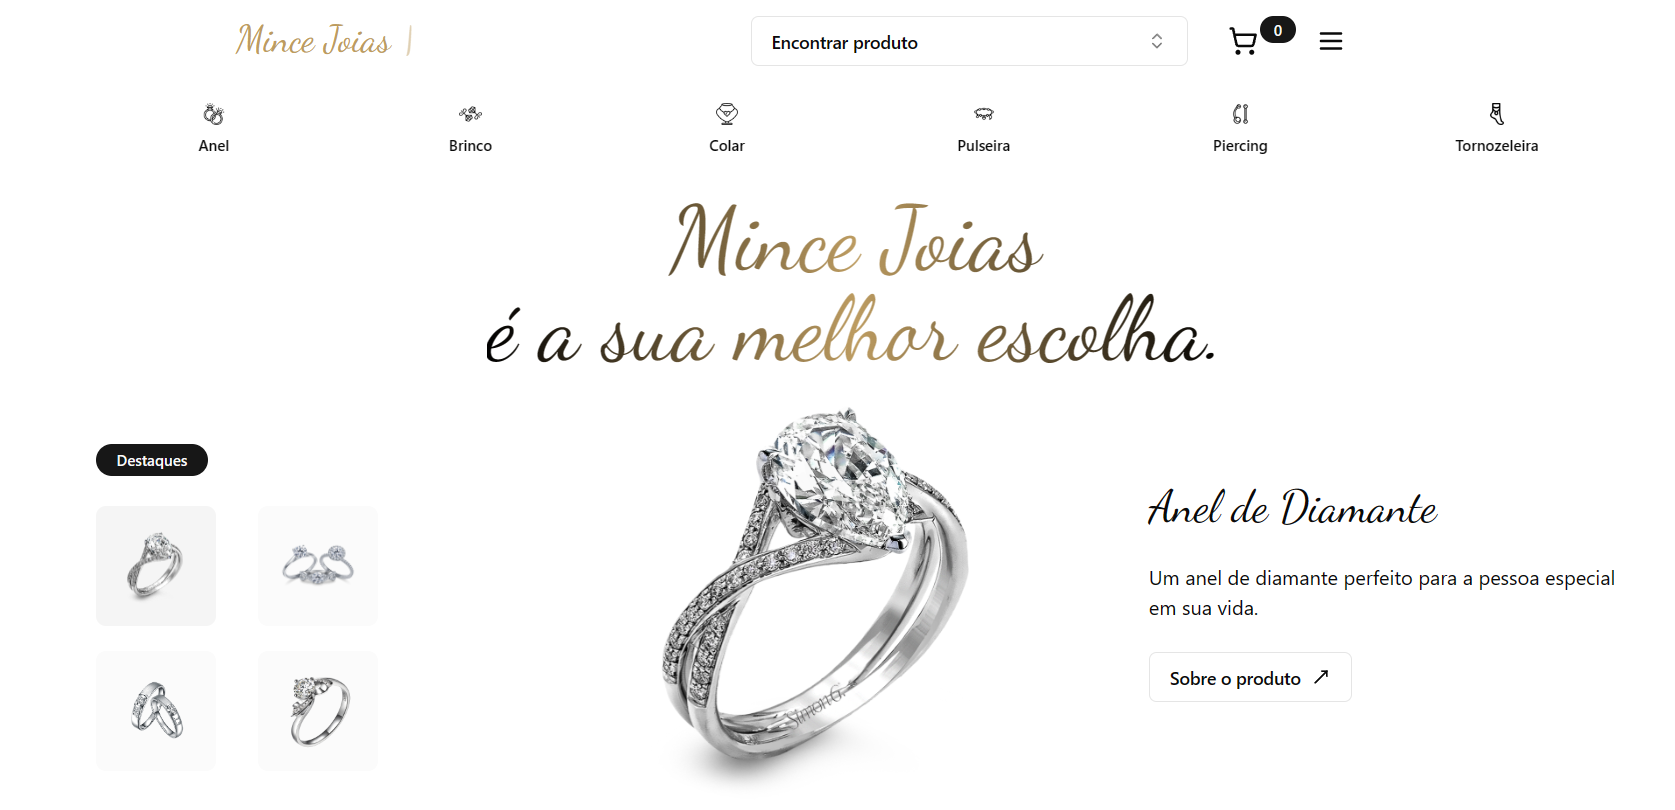 Mince Joias
Encontrar produto
0
Anel
Brinco
Colar
Pulseira
Piercing
Tornozeleira
Mince Joias
é a sua melhor escolha.
Destaques
Simon G.
Anel de Diamante
Um anel de diamante perfeito para a pessoa especial
em sua vida.
Sobre o produto